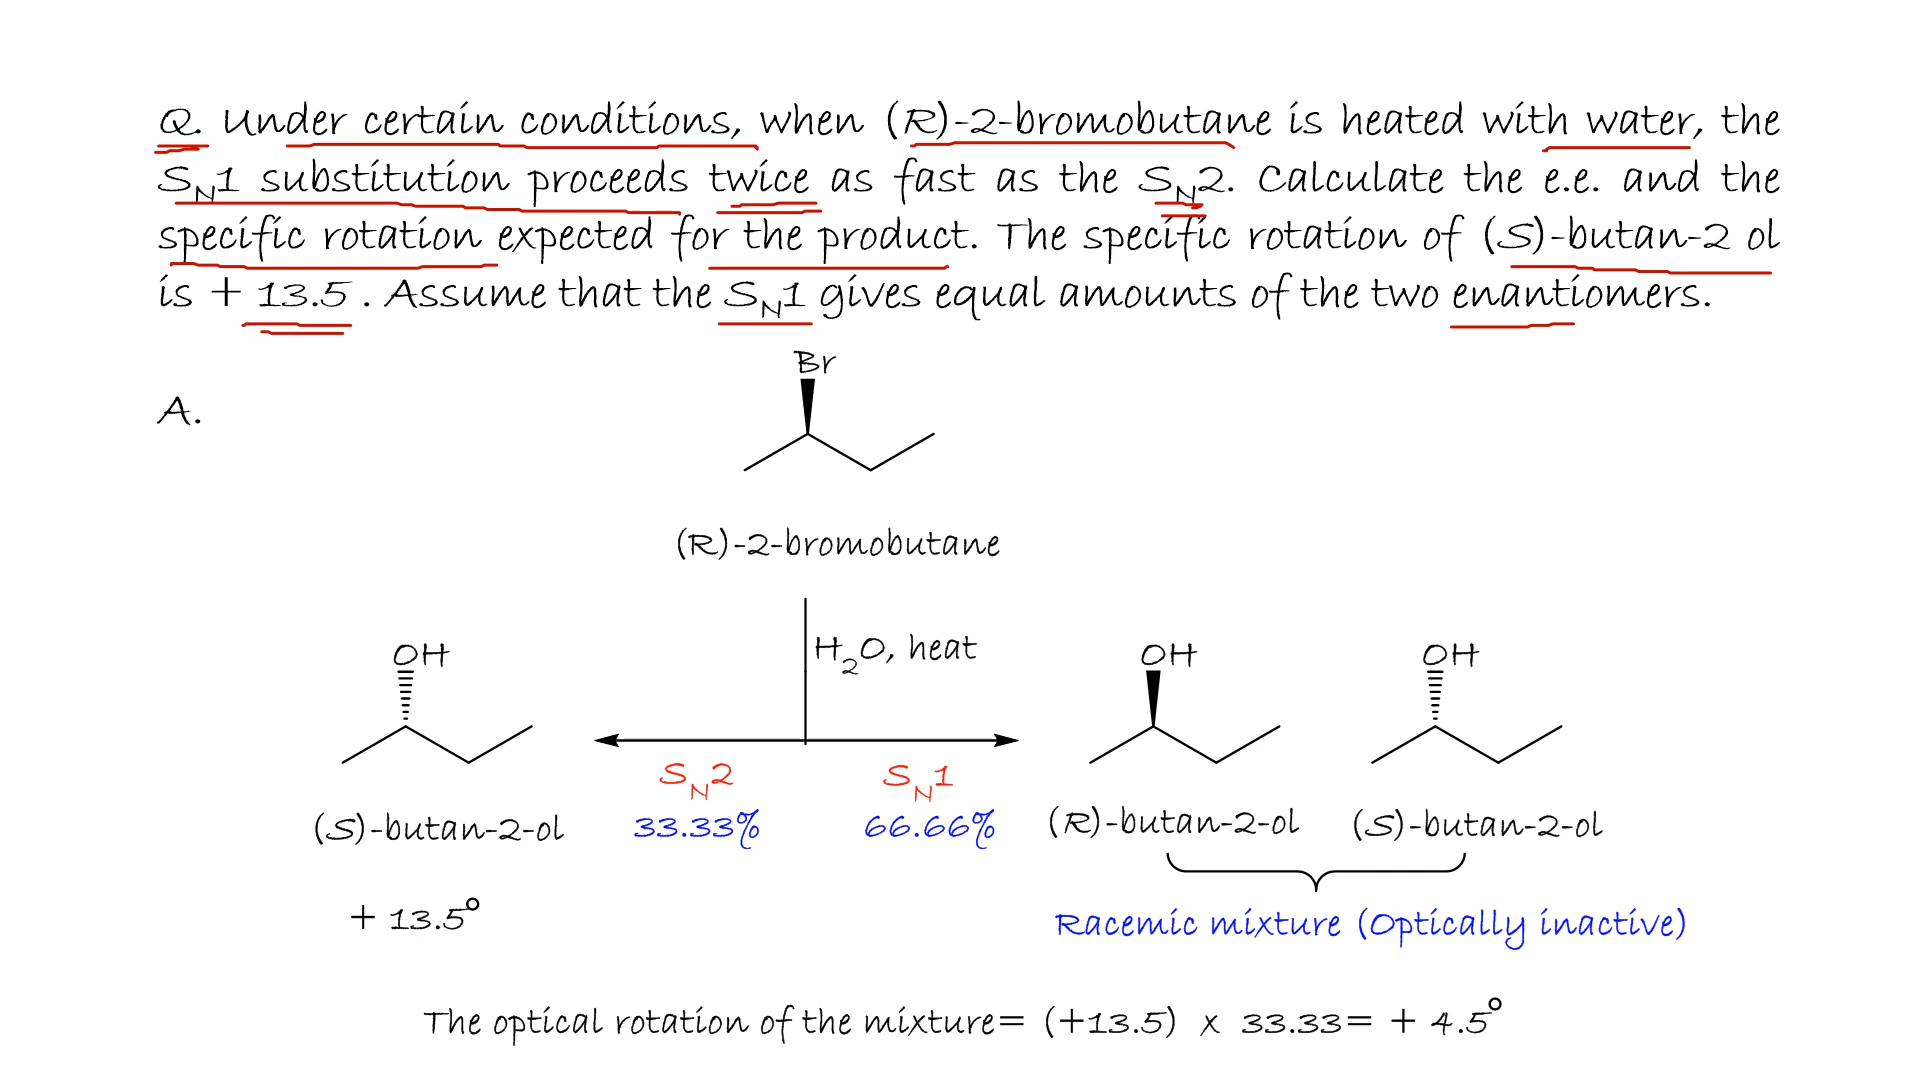 Q. Under certain conditions, when (R)-2-bromobutane is heated with water, the
SN1 substitution proceeds twice as fast as the SN2. Calculate the e.e. and the
specific rotation expected for the product. The specific rotation of (S)-butan-2 ol
is + 13.5 . Assume that the SN1 gives equal amounts of the two enantiomers.
Br
A.
(R)-2-bromobutane
H2O, heat
OH
OH
OH
SN2
SN1
33.33%
66.66%
(S)-butan-2-ol
(R)-butan-2-ol
(S)-butan-2-ol
+ 13.5°
Racemic mixture (Optically inactive)
The optical rotation of the mixture= (+13.5) x 33.33= + 4.5°